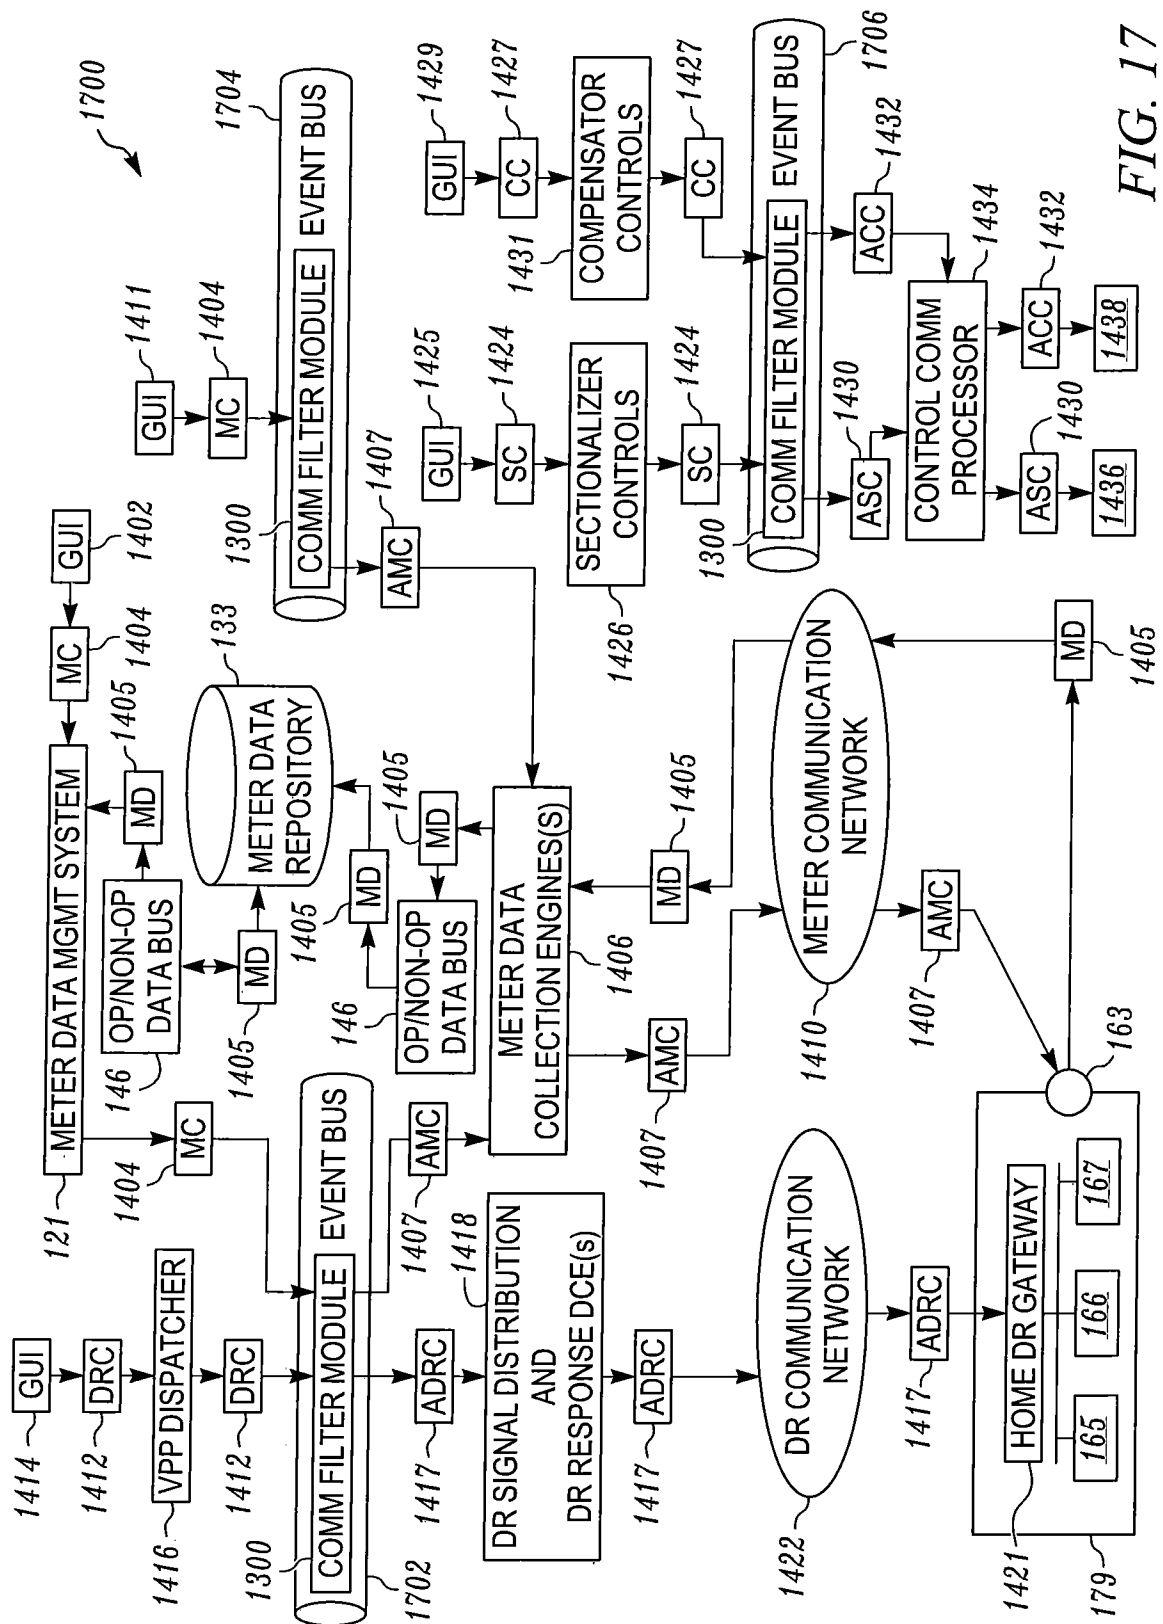 1700
GUI
1414
DRC
1412
VPP DISPATCHER
1416
DRC
1412
COMM FILTER MODULE
EVENT BUS
1300
1702
ADRC
1417
DR SIGNAL DISTRIBUTION
AND
DR RESPONSE DCE(s)
1418
ADRC
1417
DR COMMUNICATION
NETWORK
1422
ADRC
1417
HOME DR GATEWAY
1421
165
166
167
179
163
METER DATA MGMT SYSTEM
121
MC
1404
GUI
1402
MC
1404
OP/NON-OP
DATA BUS
146
MD
1405
MD
1405
METER DATA
REPOSITORY
133
MD
1405
OP/NON-OP
DATA BUS
146
MD
1405
AMC
1407
METER DATA
COLLECTION ENGINES(S)
1406
AMC
1407
MD
1405
METER COMMUNICATION
NETWORK
1410
AMC
1407
MD
1405
GUI
1411
MC
1404
COMM FILTER MODULE
EVENT BUS
1300
1704
AMC
1407
GUI
1425
SC
1424
SECTIONALIZER
CONTROLS
1426
SC
1424
GUI
1429
CC
1427
COMPENSATOR
CONTROLS
1431
CC
1427
COMM FILTER MODULE
EVENT BUS
1300
1706
ASC
1430
ACC
1432
CONTROL COMM
PROCESSOR
1434
ASC
1430
ACC
1432
1436
1438
FIG. 17